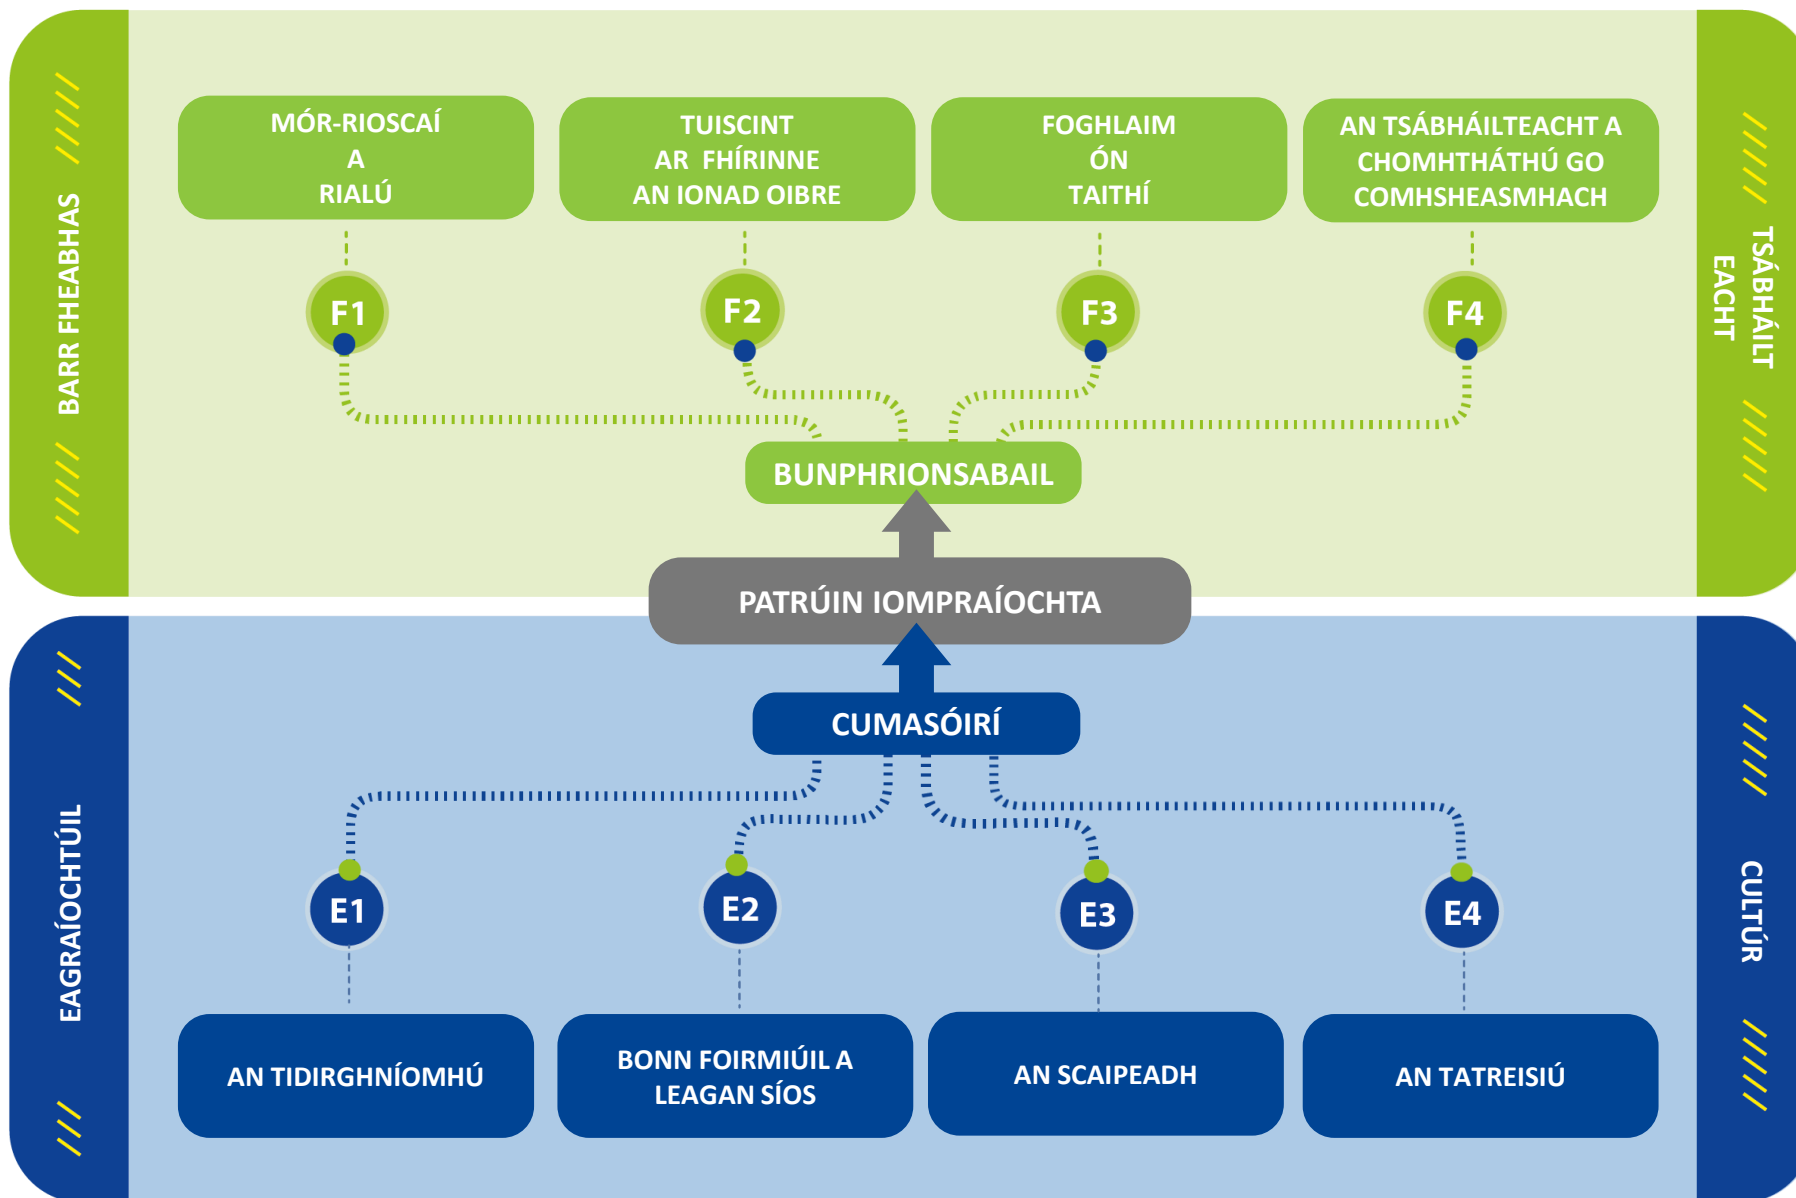 BARR FHEABHAS
MÓR-RIOSCAÍ
A
RIALÚ
TUISCINT
AR FHÍRINNE
AN IONAD OIBRE
FOGHLAIM
ÓN
TAITHÍ
AN TSÁBHÁILTEACHT A
CHOMHTHÁTHÚ GO
COMHSHEASMHACH
TSÁBHÁILT
EACHT
F1
F2
F3
F4
BUNPHRIONSABAIL
PATRÚIN IOMPRAÍOCHTA
CUMASÓIRÍ
EAGRAÍOCHTÚIL
CULTÚR
E1
E2
E3
E4
AN TIDIRGHNÍOMHÚ
BONN FOIRMIÚIL A
LEAGAN SÍOS
AN SCAIPEADH
AN TATREISIÚ